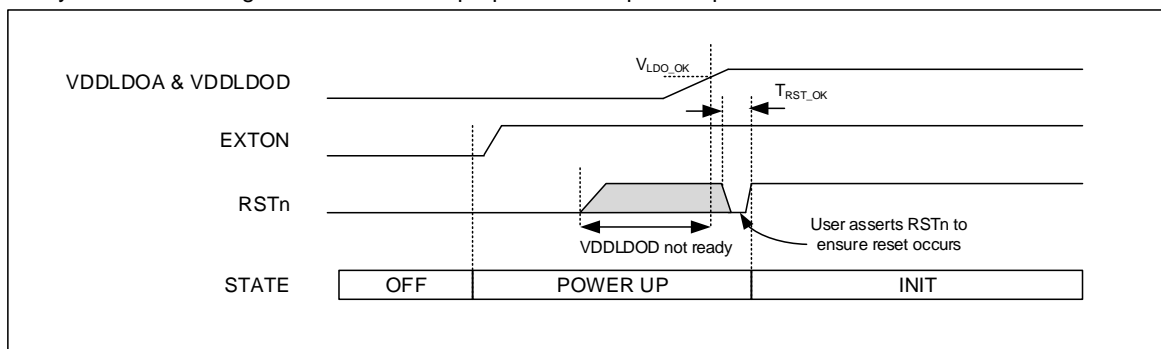 VLDO_OK
VDDLDOA & VDDLDOD
TRST_OK
EXTON
RSTn
User asserts RSTn to
ensure reset occurs
VDDLDOD not ready
STATE
OFF
POWER UP
INIT